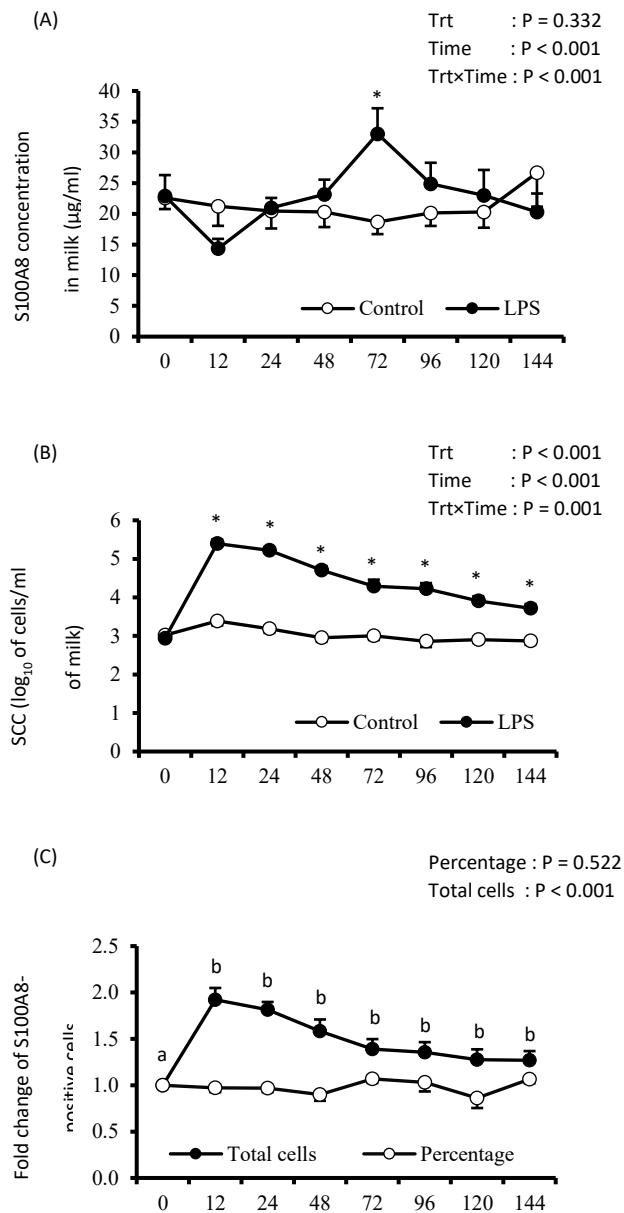 (A)
Trt : P = 0.332
Time : P < 0.001
Trt×Time : P < 0.001
S100A8 concentration
in milk (µg/ml)
40
35
30
25
20
15
10
5
0
*
Control LPS
0 12 24 48 72 96 120 144
(B)
Trt : P < 0.001
Time : P < 0.001
Trt×Time : P = 0.001
SCC (log10 of cells/ml
of milk)
6
5
4
3
2
1
0
* * * * * * *
Control LPS
0 12 24 48 72 96 120 144
(C)
Percentage : P = 0.522
Total cells : P < 0.001
Fold change of S100A8-
positive cells
2.5
2.0
1.5
1.0
0.5
0.0
a b b b b b b b
Total cells Percentage
0 12 24 48 72 96 120 144